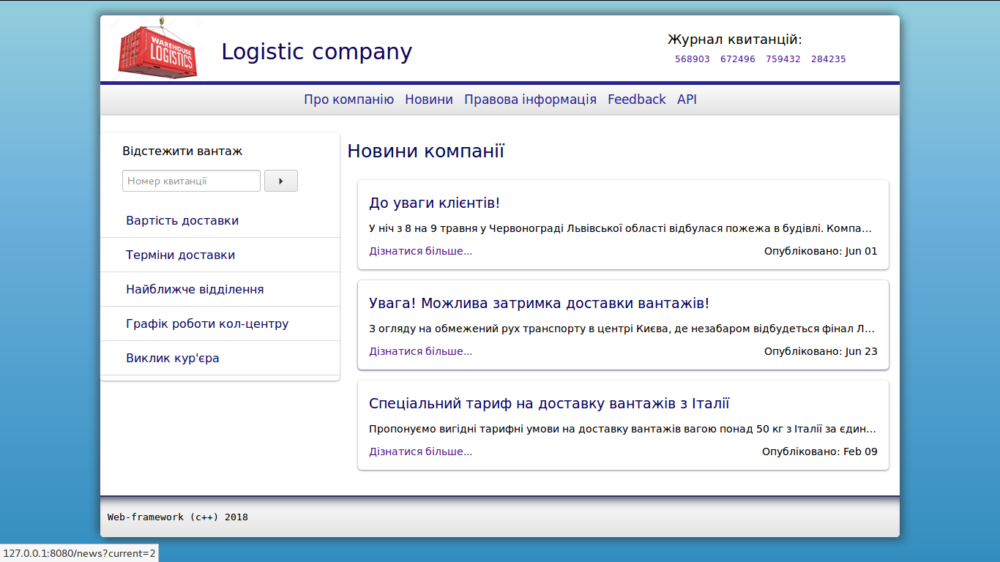 WAREHOUSE
LOGISTICS
Logistic company
Журнал квитанцій:
568903 672496 759432 284235
Про компанію Новини Правова інформація Feedback API
Відстежити вантаж
Номер квитанції
Вартість доставки
Терміни доставки
Найближче відділення
Графік роботи кол-центру
Виклик кур'єра
Новини компанії
До уваги клієнтів!
У ніч з 8 на 9 травня у Червонограді Львівської області відбулася пожежа в будівлі. Компа...
Дізнатися більше... Опубліковано: Jun 01
Увага! Можлива затримка доставки вантажів!
З огляду на обмежений рух транспорту в центрі Києва, де незабаром відбудеться фінал Л...
Дізнатися більше... Опубліковано: Jun 23
Спеціальний тариф на доставку вантажів з Італії
Пропонуємо вигідні тарифні умови на доставку вантажів вагою понад 50 кг з Італії за єдин...
Дізнатися більше... Опубліковано: Feb 09
Web-framework (c++) 2018
127.0.0.1:8080/news?current=2